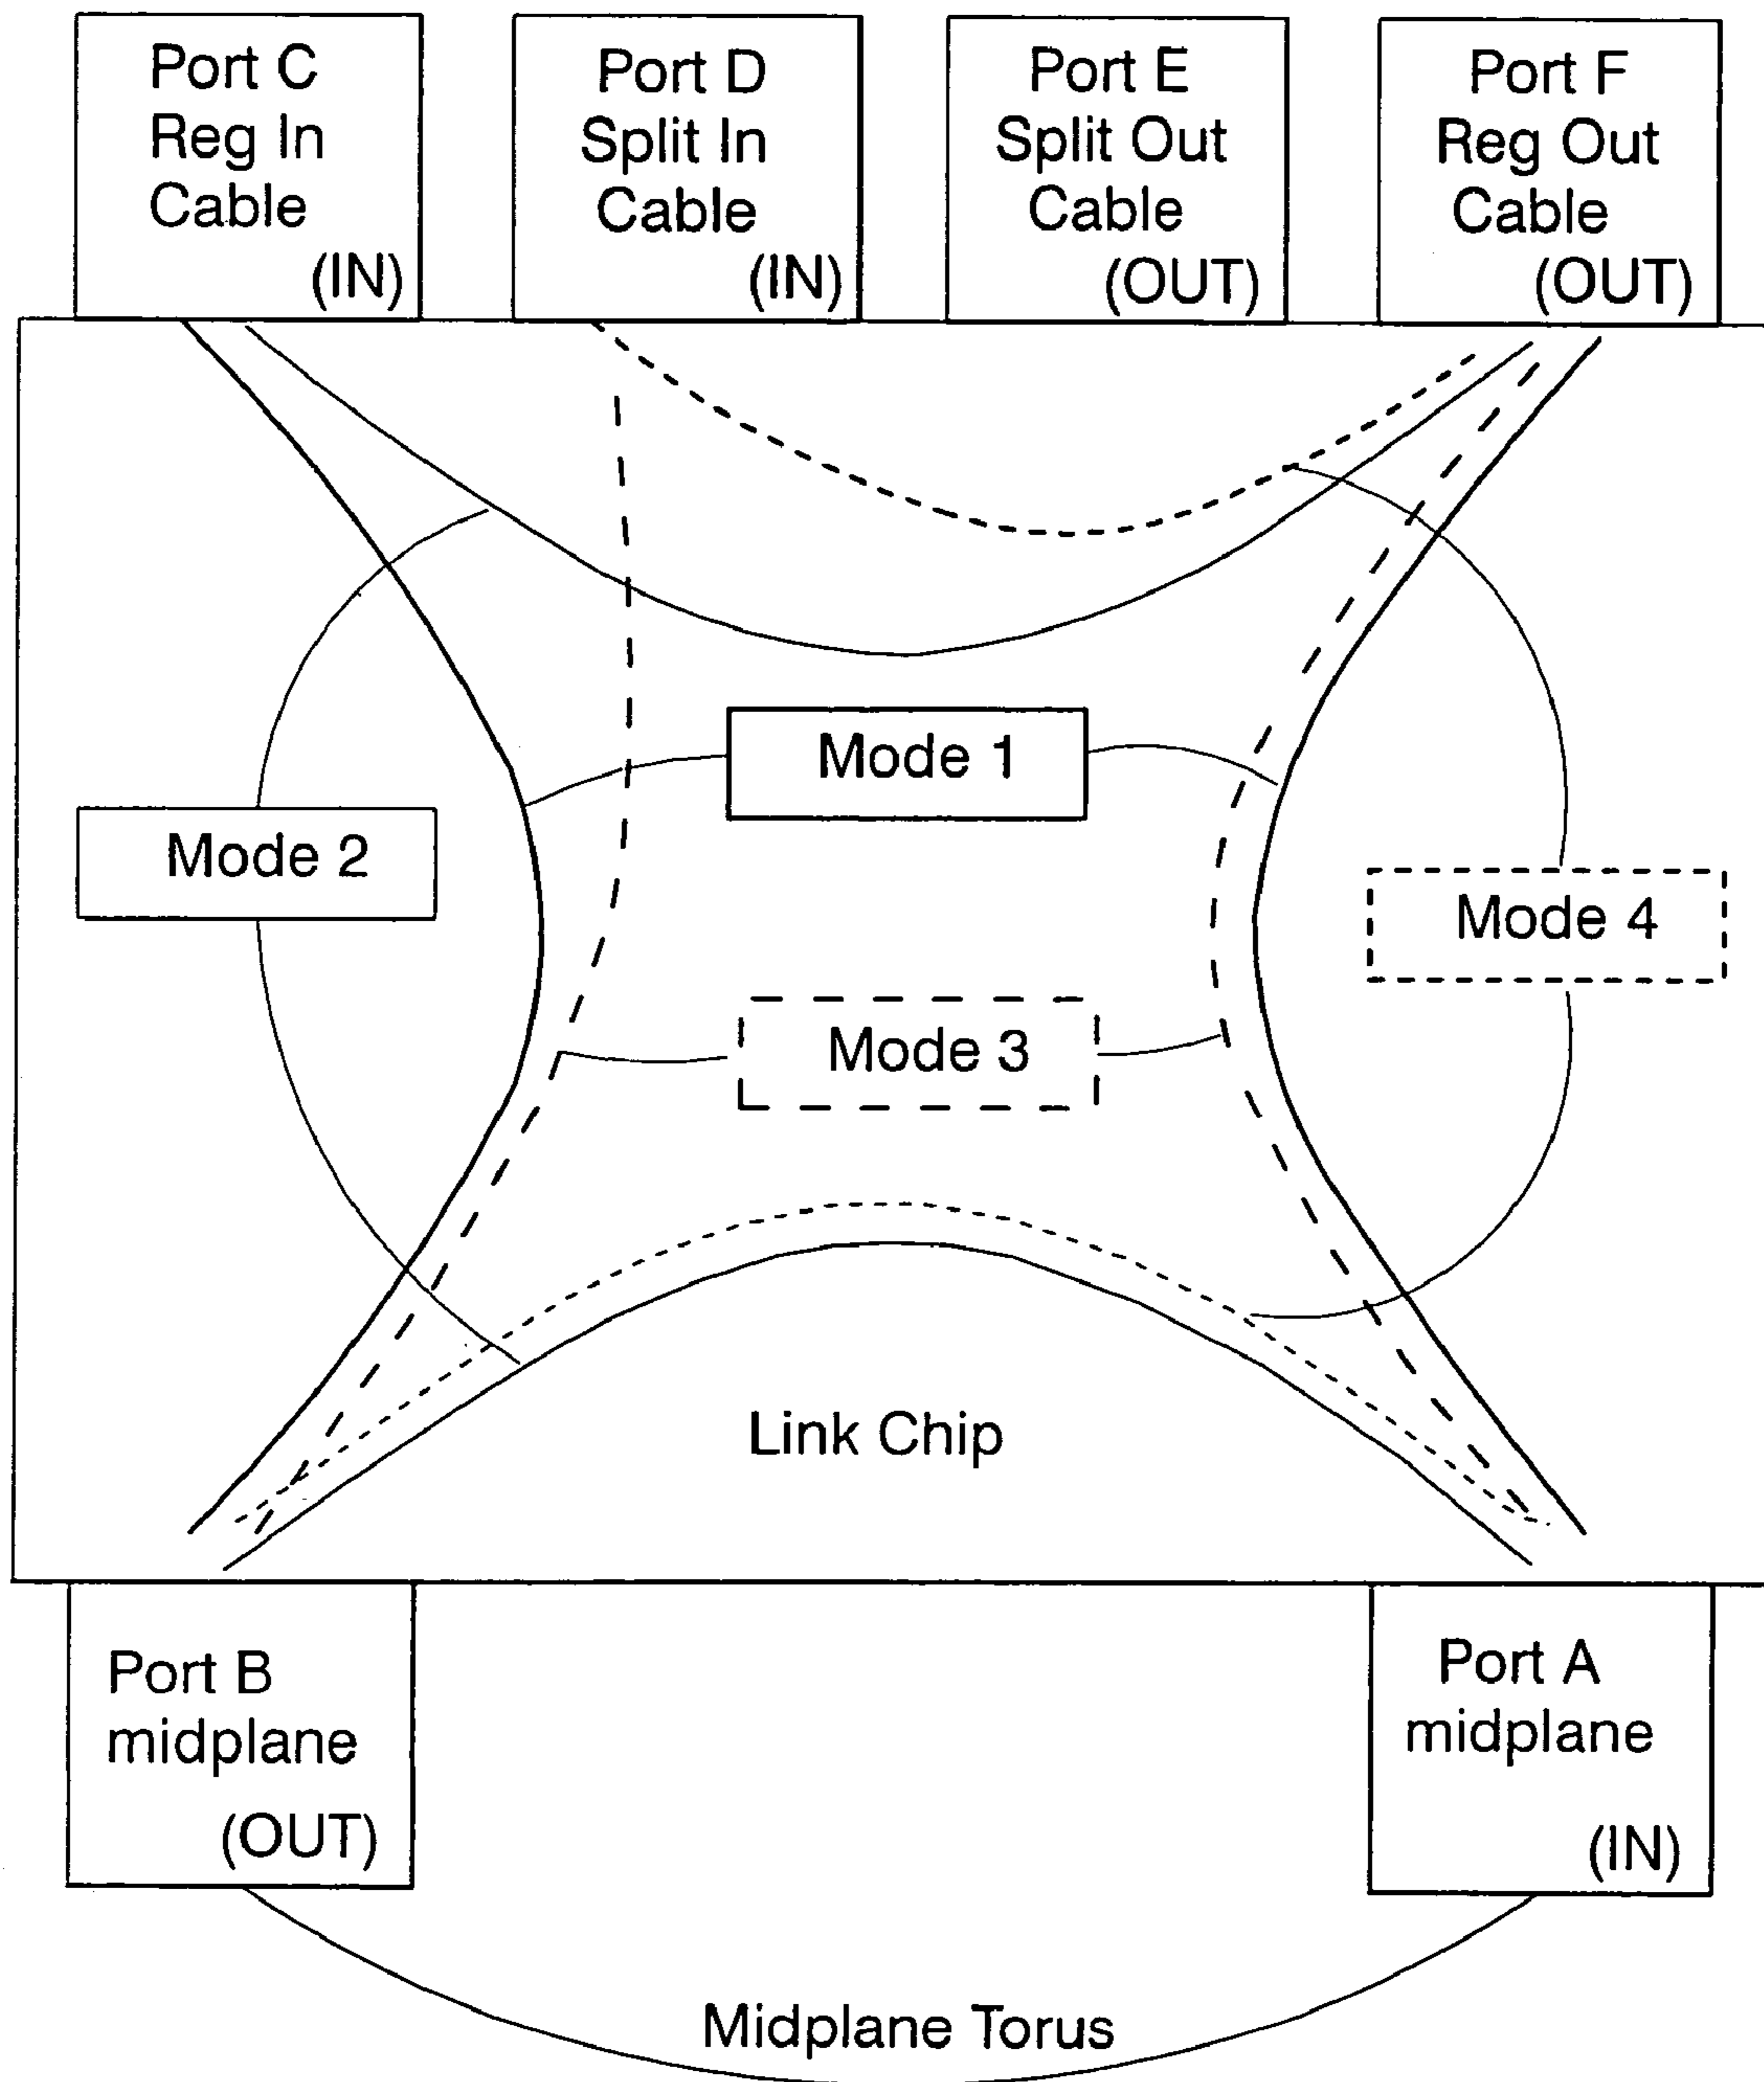 Port C
Reg In
Cable
(IN)
Port D
Split In
Cable
(IN)
Port E
Split Out
Cable
(OUT)
Port F
Reg Out
Cable
(OUT)
Mode 1
Mode 2
Mode 4
Mode 3
Link Chip
Port B
midplane
(OUT)
Port A
midplane
(IN)
Midplane Torus